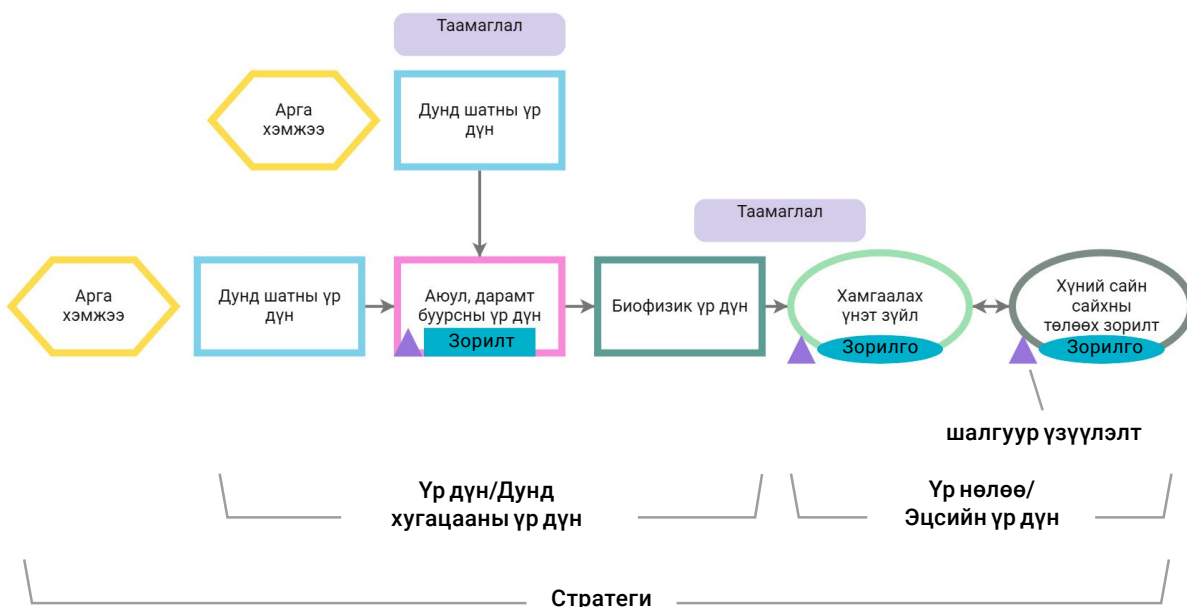 Таамаглал
Арга
хэмжээ
Дунд шатны үр
дүн
Таамаглал
Арга
хэмжээ
Дунд шатны үр
дүн
Аюул, дарамт
буурсны үр дүн
Зорилт
Биофизик үр дүн
Хамгаалах
үнэт зүйл
Зорилго
Хүний сайн
сайхны
төлөөх зорилт
Зорилго
шалгуур үзүүлэлт
Үр дүн/Дунд
хугацааны үр дүн
Үр нөлөө/
Эцсийн үр дүн
Стратеги